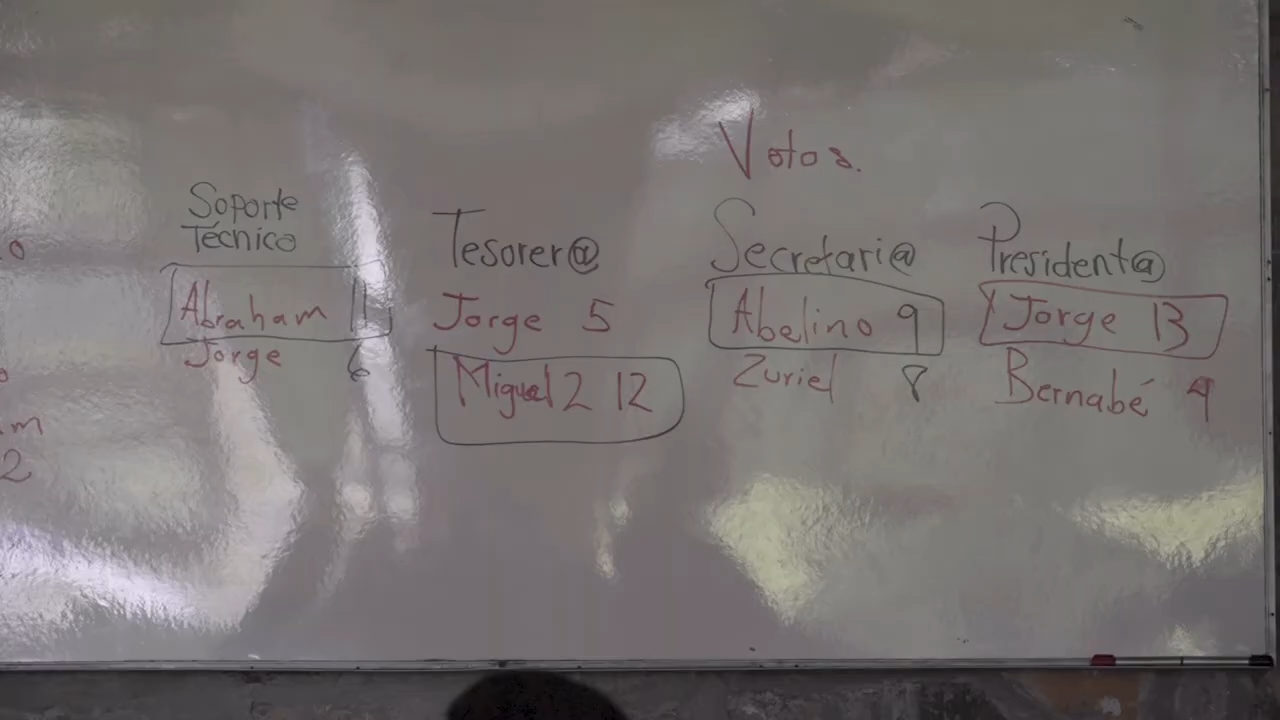 Votos.
Soporte
Técnico
Abraham 11
Jorge 6
Tesorer@
Jorge 5
Miguel 2 12
Secretari@
Abelino 9
Zuriel 8
President@
Jorge 13
Bernabé 4